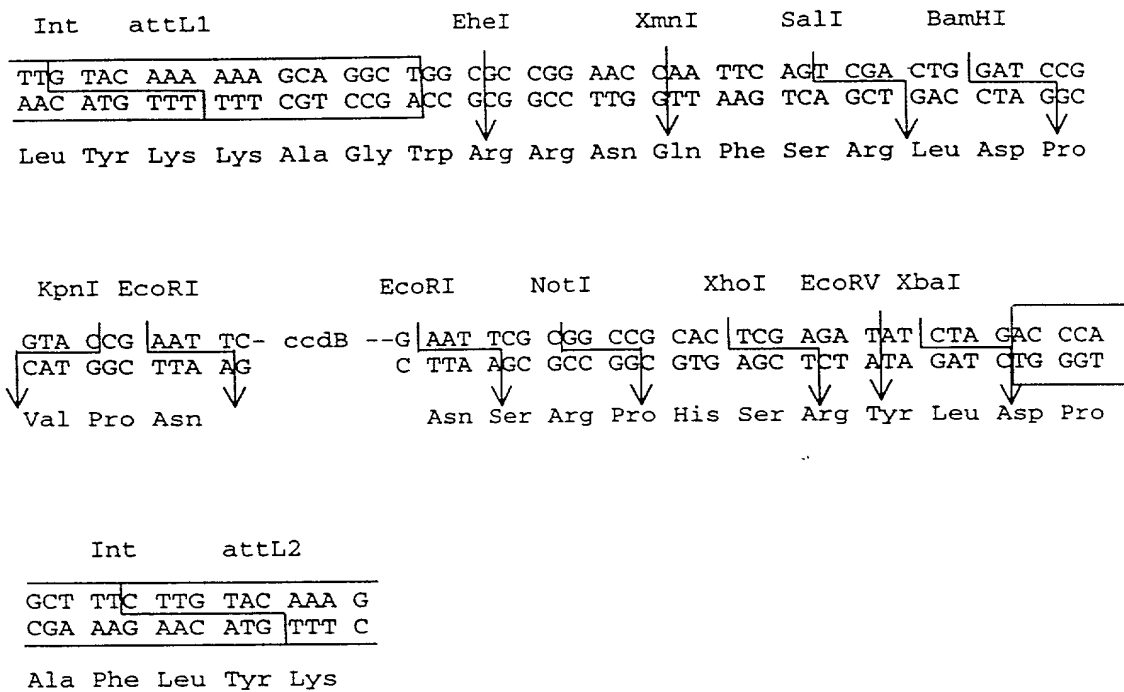 Int attL1 EheI XmnI SalI BamHI
TTG TAC AAA AAA GCA GGC TGG CGC CGG AAC CAA TTC AGT CGA CTG GAT CCG
AAC ATG TTT TTT CGT CCG ACC GCG GCC TTG GTT AAG TCA GCT GAC CTA GGC
Leu Tyr Lys Lys Ala Gly Trp Arg Arg Asn Gln Phe Ser Arg Leu Asp Pro
KpnI EcoRI EcoRI NotI XhoI EcoRV XbaI
GTA CCG AAT TC- ccdB --G AAT TCG CGG CCG CAC TCG AGA TAT CTA GAC CCA
CAT GGC TTA AG C TTA AGC GCC GGC GTG AGC TCT ATA GAT CTG GGT
Val Pro Asn Asn Ser Arg Pro His Ser Arg Tyr Leu Asp Pro
Int attL2
GCT TTC TTG TAC AAA G
CGA AAG AAC ATG TTT C
Ala Phe Leu Tyr Lys